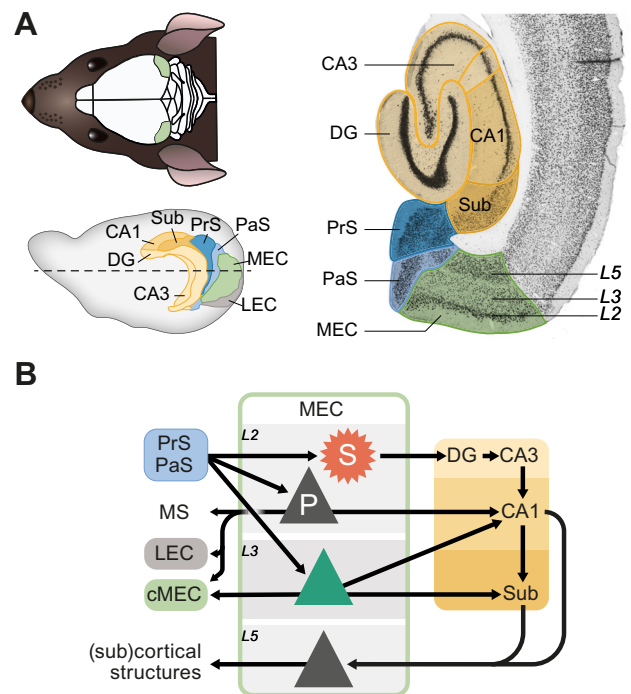 A
CA3
DG
CA1
Sub
PrS
PaS
MEC
L5
L3
L2
Sub
PrS
PaS
CA1
DG
MEC
CA3
LEC
B
MEC
PrS
PaS
L2
S
DG
CA3
P
MS
CA1
LEC
L3
cMEC
Sub
L5
(sub)cortical
structures